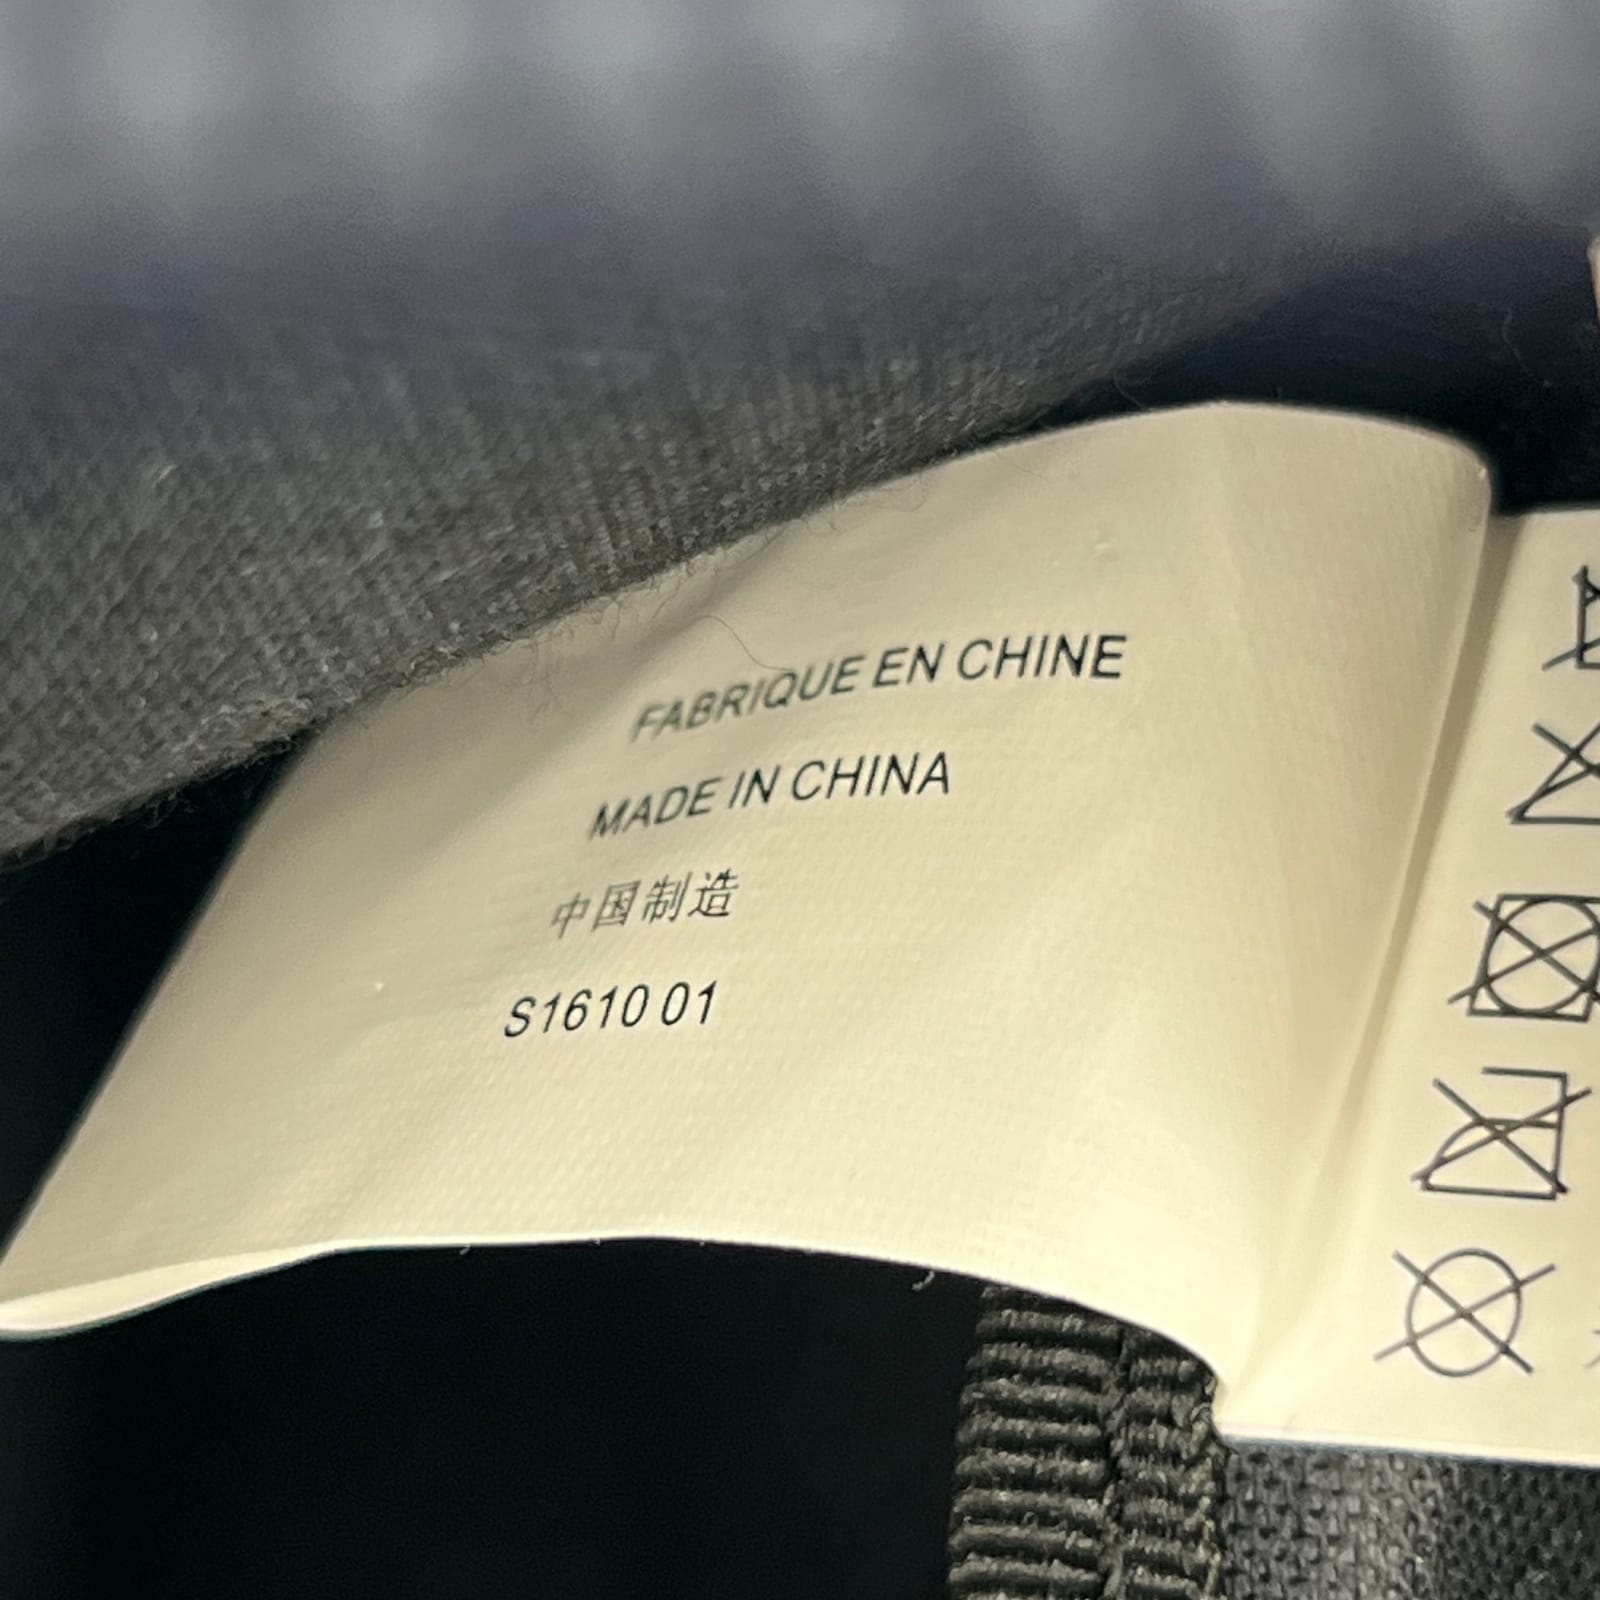 FABRIQUE EN CHINE
MADE IN CHINA
中国制造
S1610 01